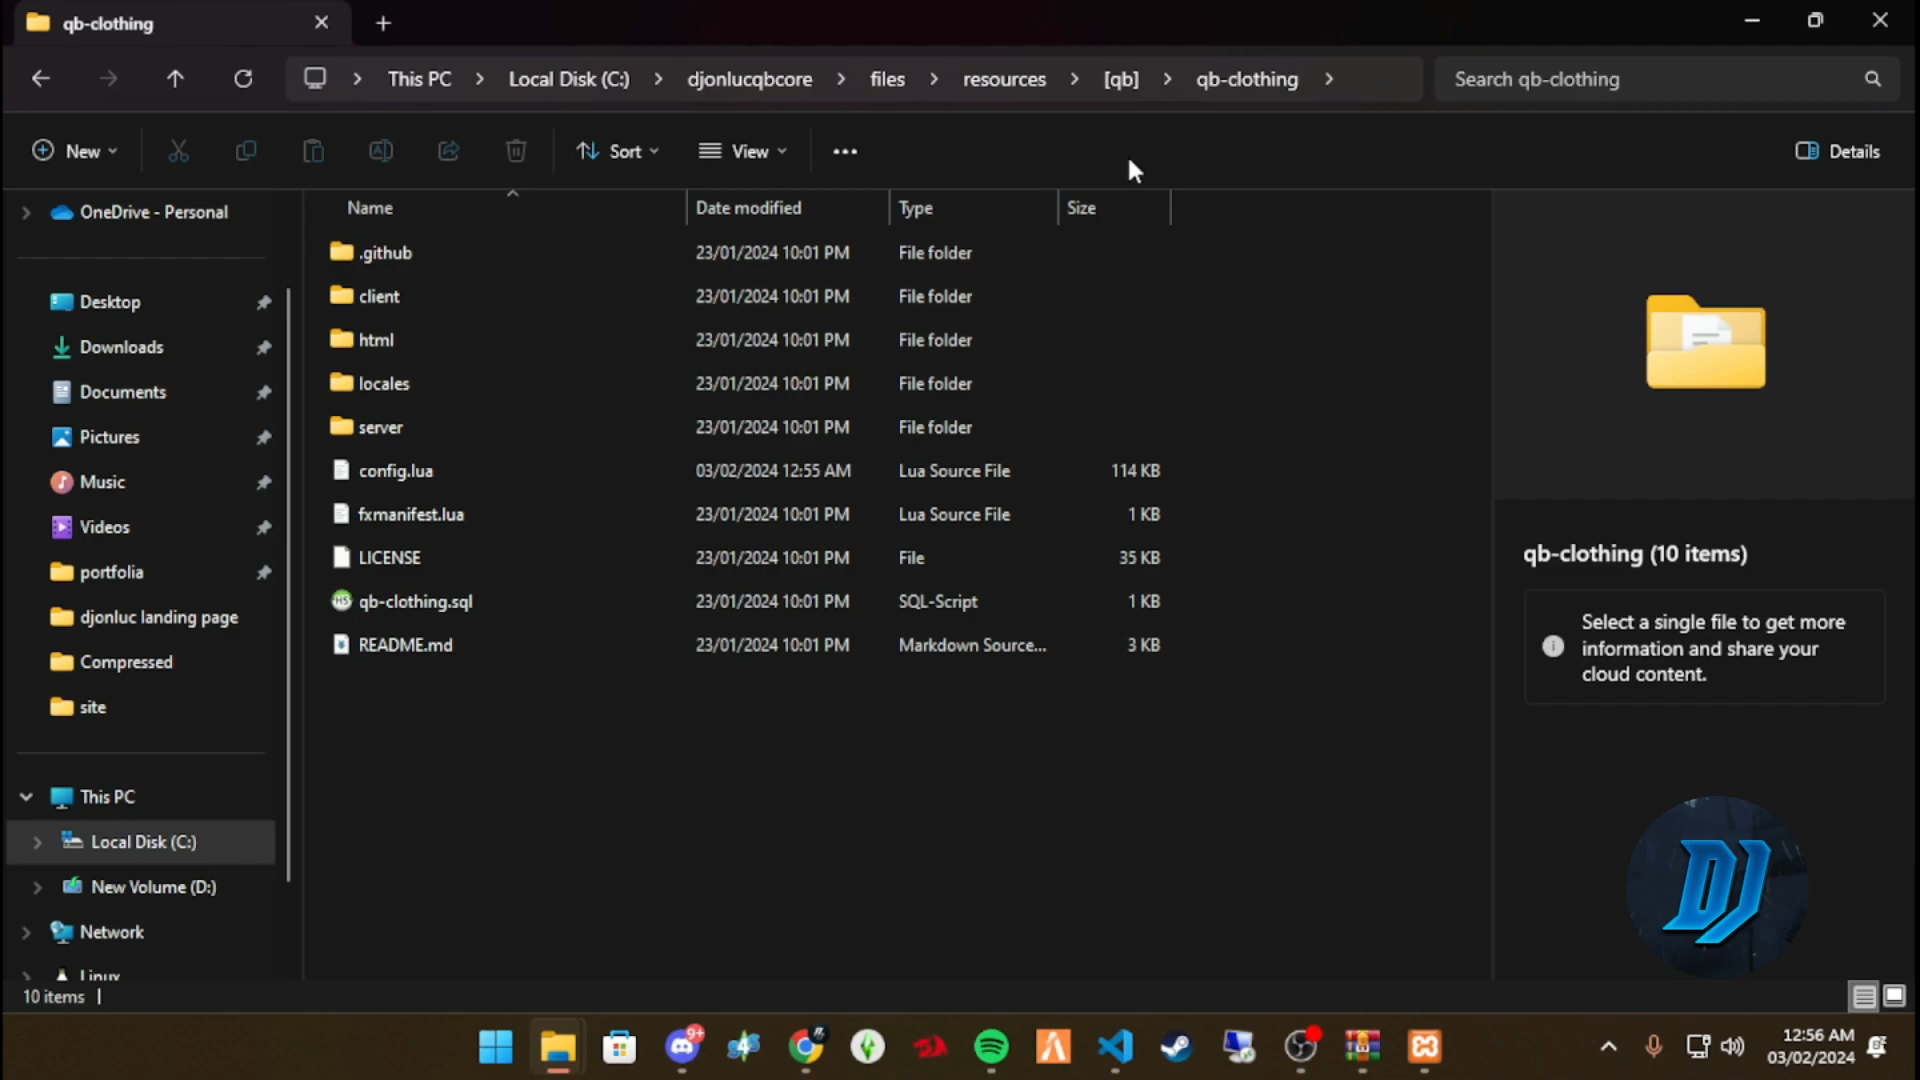 qb-clothing
This PC
Local Disk (C:)
djonlucqbcore
files
resources
[qb]
qb-clothing
Search qb-clothing
New
Sort
View
Details
Name
Date modified
Type
Size
OneDrive - Personal
Desktop
Downloads
Documents
Pictures
Music
Videos
portfolia
djonluc landing page
Compressed
site
This PC
Local Disk (C:)
New Volume (D:)
Network
Linux
.github 23/01/2024 10:01 PM File folder
client 23/01/2024 10:01 PM File folder
html 23/01/2024 10:01 PM File folder
locales 23/01/2024 10:01 PM File folder
server 23/01/2024 10:01 PM File folder
config.lua 03/02/2024 12:55 AM Lua Source File 114 KB
fxmanifest.lua 23/01/2024 10:01 PM Lua Source File 1 KB
LICENSE 23/01/2024 10:01 PM File 35 KB
qb-clothing.sql 23/01/2024 10:01 PM SQL-Script 1 KB
README.md 23/01/2024 10:01 PM Markdown Source... 3 KB
qb-clothing (10 items)
Select a single file to get more
information and share your
cloud content.
DJ
10 items
9+
12:56 AM
03/02/2024